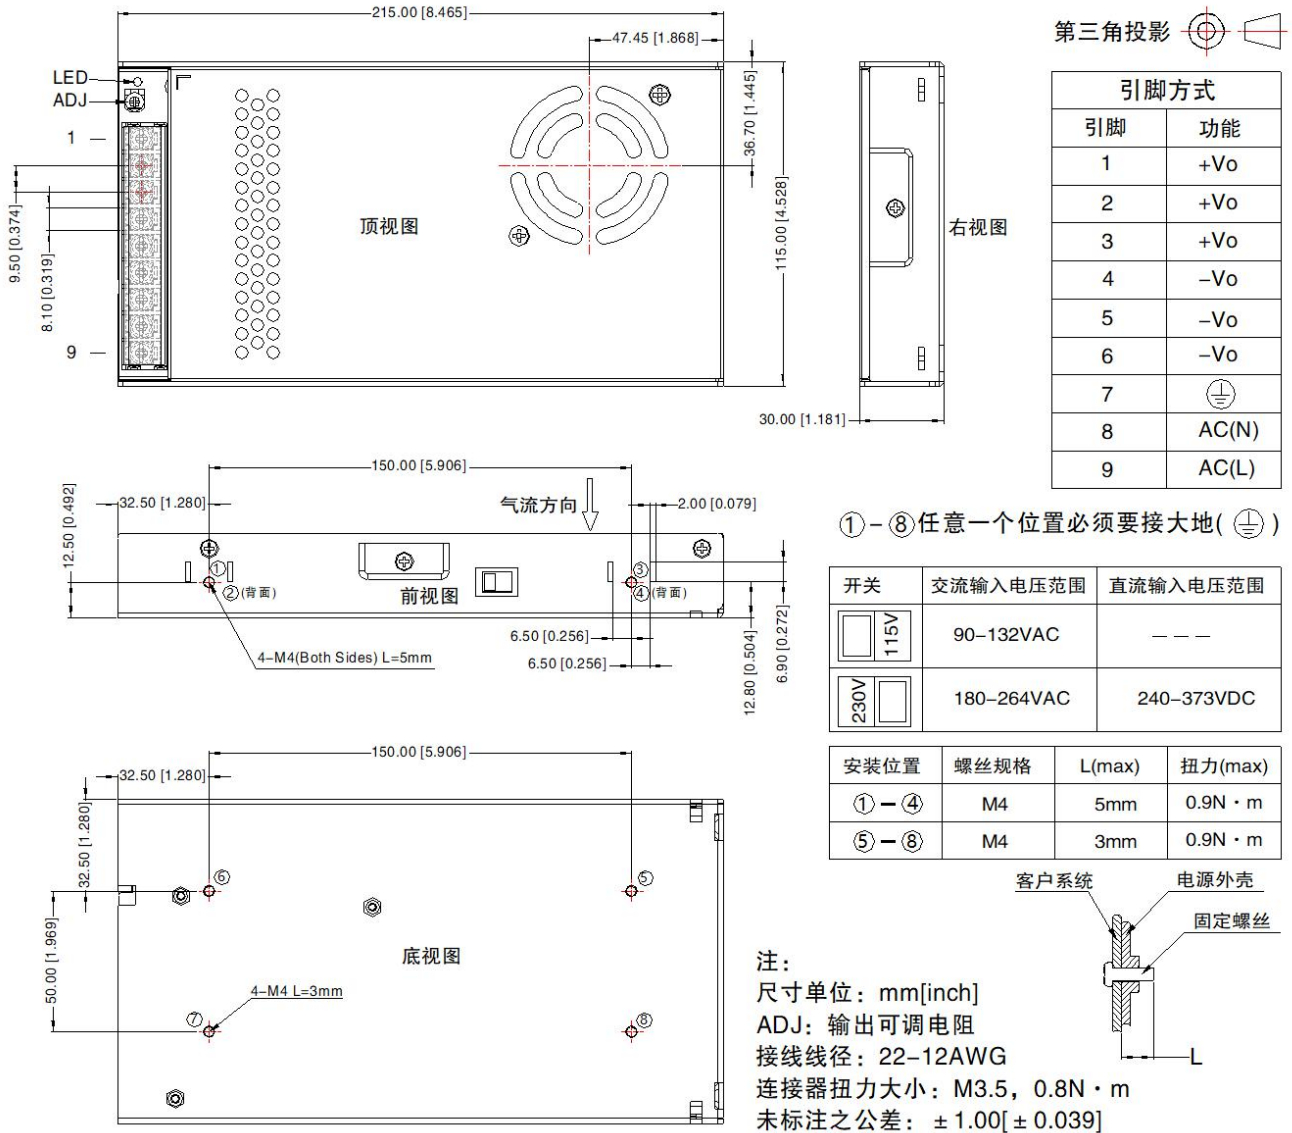 215.00 [8.465]
47.45 [1.868]
第三角投影
LED
ADJ
1
9
9.50 [0.374]
8.10 [0.319]
顶视图
36.70 [1.445]
115.00 [4.528]
右视图
30.00 [1.181]
引脚方式
引脚 功能
1 +Vo
2 +Vo
3 +Vo
4 –Vo
5 –Vo
6 –Vo
7
8 AC(N)
9 AC(L)
①–⑧任意一个位置必须要接大地( )
150.00 [5.906]
32.50 [1.280]
12.50 [0.492]
气流方向
2.00 [0.079]
①
②(背面)
前视图
③
④(背面)
6.50 [0.256]
6.50 [0.256]
12.80 [0.504]
6.90 [0.272]
4–M4(Both Sides) L=5mm
开关 交流输入电压范围 直流输入电压范围
115V 90–132VAC – – –
230V 180–264VAC 240–373VDC
安装位置 螺丝规格 L(max) 扭力(max)
①–④ M4 5mm 0.9N·m
⑤–⑧ M4 3mm 0.9N·m
150.00 [5.906]
32.50 [1.280]
32.50 [1.280]
50.00 [1.969]
⑥
⑤
底视图
4–M4 L=3mm
⑦
⑧
客户系统
电源外壳
固定螺丝
L
注：
尺寸单位：mm[inch]
ADJ：输出可调电阻
接线线径：22–12AWG
连接器扭力大小：M3.5，0.8N·m
未标注之公差：±1.00[±0.039]